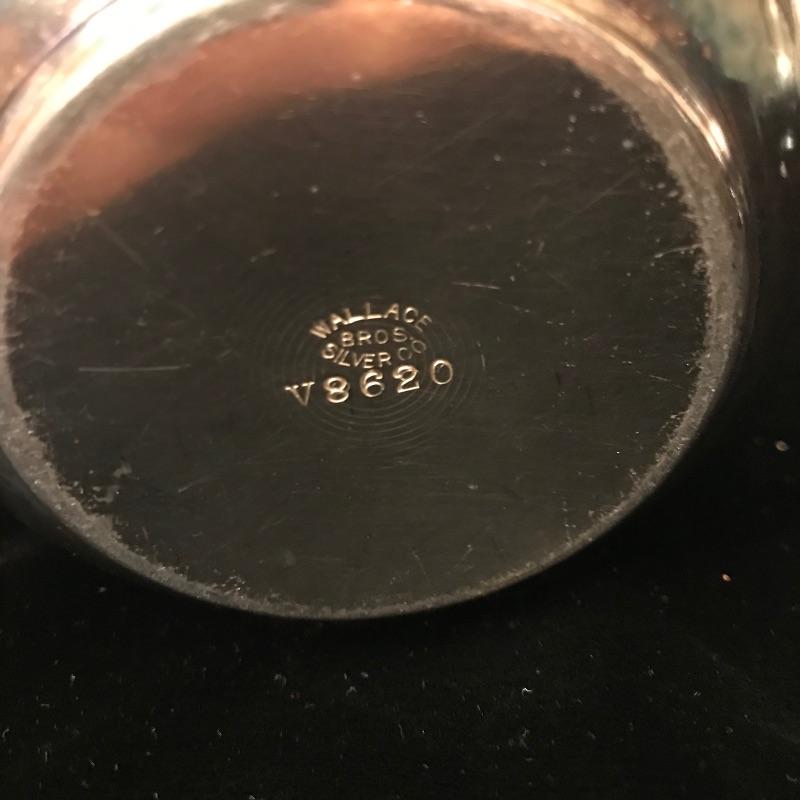 WALLACE
BROS.
SILVER CO
V8620